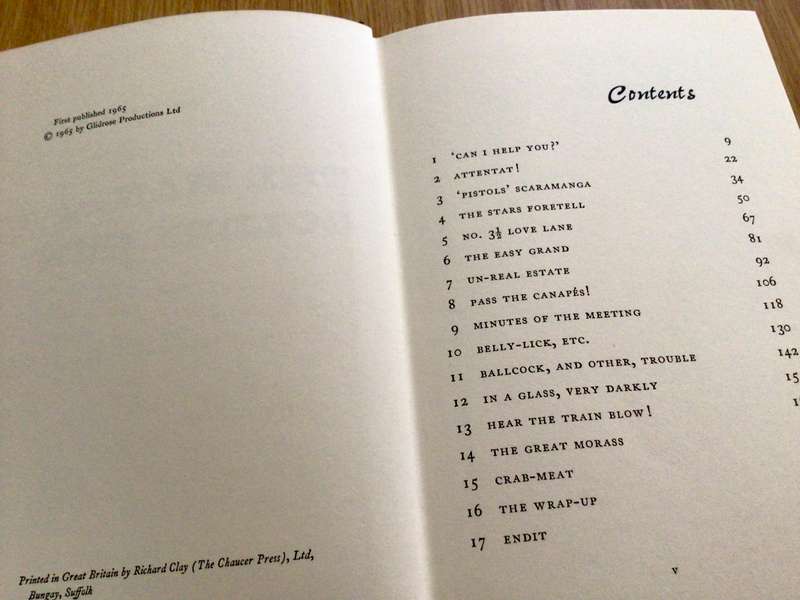 First published 1965
© 1965 by Glidrose Productions Ltd
Printed in Great Britain by Richard Clay (The Chaucer Press), Ltd,
Bungay, Suffolk
Contents
1 ‘CAN I HELP YOU?’ 9
2 ATTENTAT! 22
3 ‘PISTOLS’ SCARAMANGA 34
4 THE STARS FORETELL 50
5 NO. 3½ LOVE LANE 67
6 THE EASY GRAND 81
7 UN-REAL ESTATE 92
8 PASS THE CANAPÉS! 106
9 MINUTES OF THE MEETING 118
10 BELLY-LICK, ETC. 130
11 BALLCOCK, AND OTHER, TROUBLE 142
12 IN A GLASS, VERY DARKLY
13 HEAR THE TRAIN BLOW!
14 THE GREAT MORASS
15 CRAB-MEAT
16 THE WRAP-UP
17 ENDIT
v